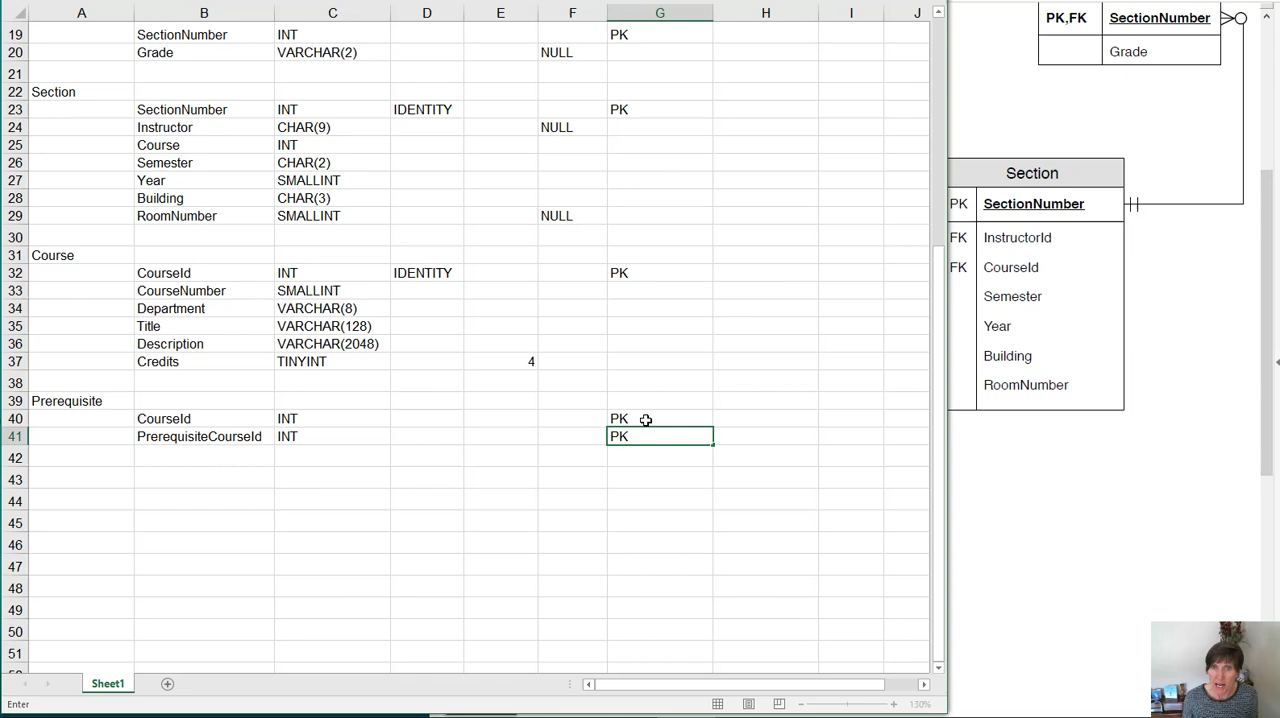 A B C D E F G H I J
19 SectionNumber INT PK
20 Grade VARCHAR(2) NULL
21
22 Section
23 SectionNumber INT IDENTITY PK
24 Instructor CHAR(9) NULL
25 Course INT
26 Semester CHAR(2)
27 Year SMALLINT
28 Building CHAR(3)
29 RoomNumber SMALLINT NULL
30
31 Course
32 CourseId INT IDENTITY PK
33 CourseNumber SMALLINT
34 Department VARCHAR(8)
35 Title VARCHAR(128)
36 Description VARCHAR(2048)
37 Credits TINYINT 4
38
39 Prerequisite
40 CourseId INT PK
41 PrerequisiteCourseId INT PK
42
43
44
45
46
47
48
49
50
51
Sheet1
Enter
130%
PK,FK SectionNumber
Grade
Section
PK SectionNumber
FK InstructorId
FK CourseId
Semester
Year
Building
RoomNumber